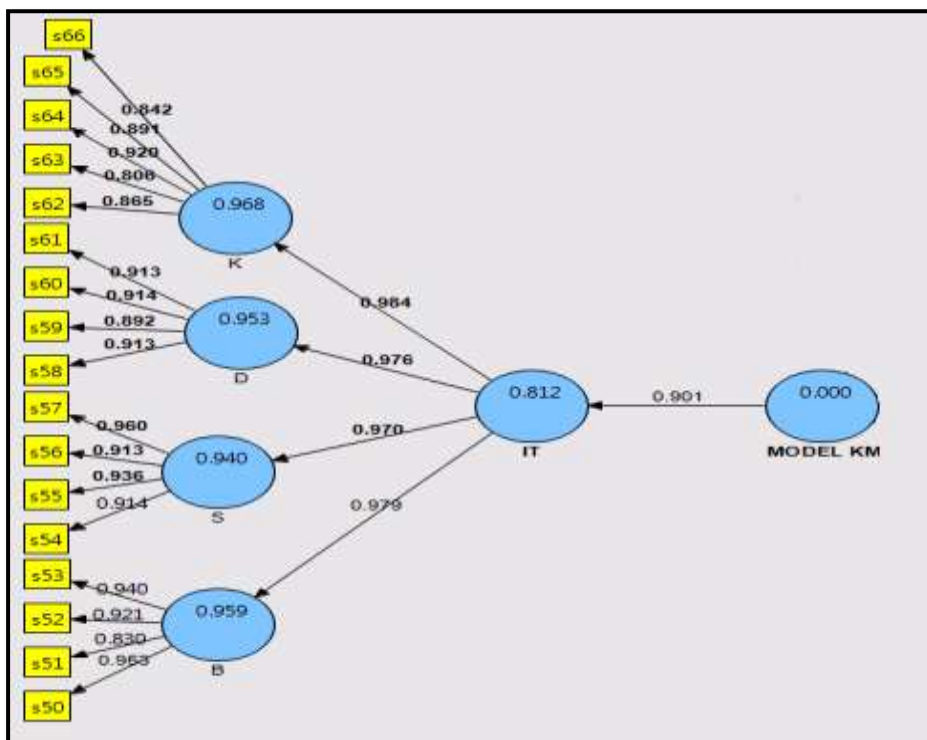 s66
s65
s64
s63
s62
s61
s60
s59
s58
s57
s56
s55
s54
s53
s52
s51
s50
0.842
0.891
0.920
0.806
0.865
0.913
0.914
0.892
0.913
0.960
0.913
0.936
0.914
0.940
0.921
0.830
0.963
0.968
K
0.953
D
0.940
S
0.959
B
0.984
0.976
0.970
0.979
0.812
IT
0.901
0.000
MODEL KM